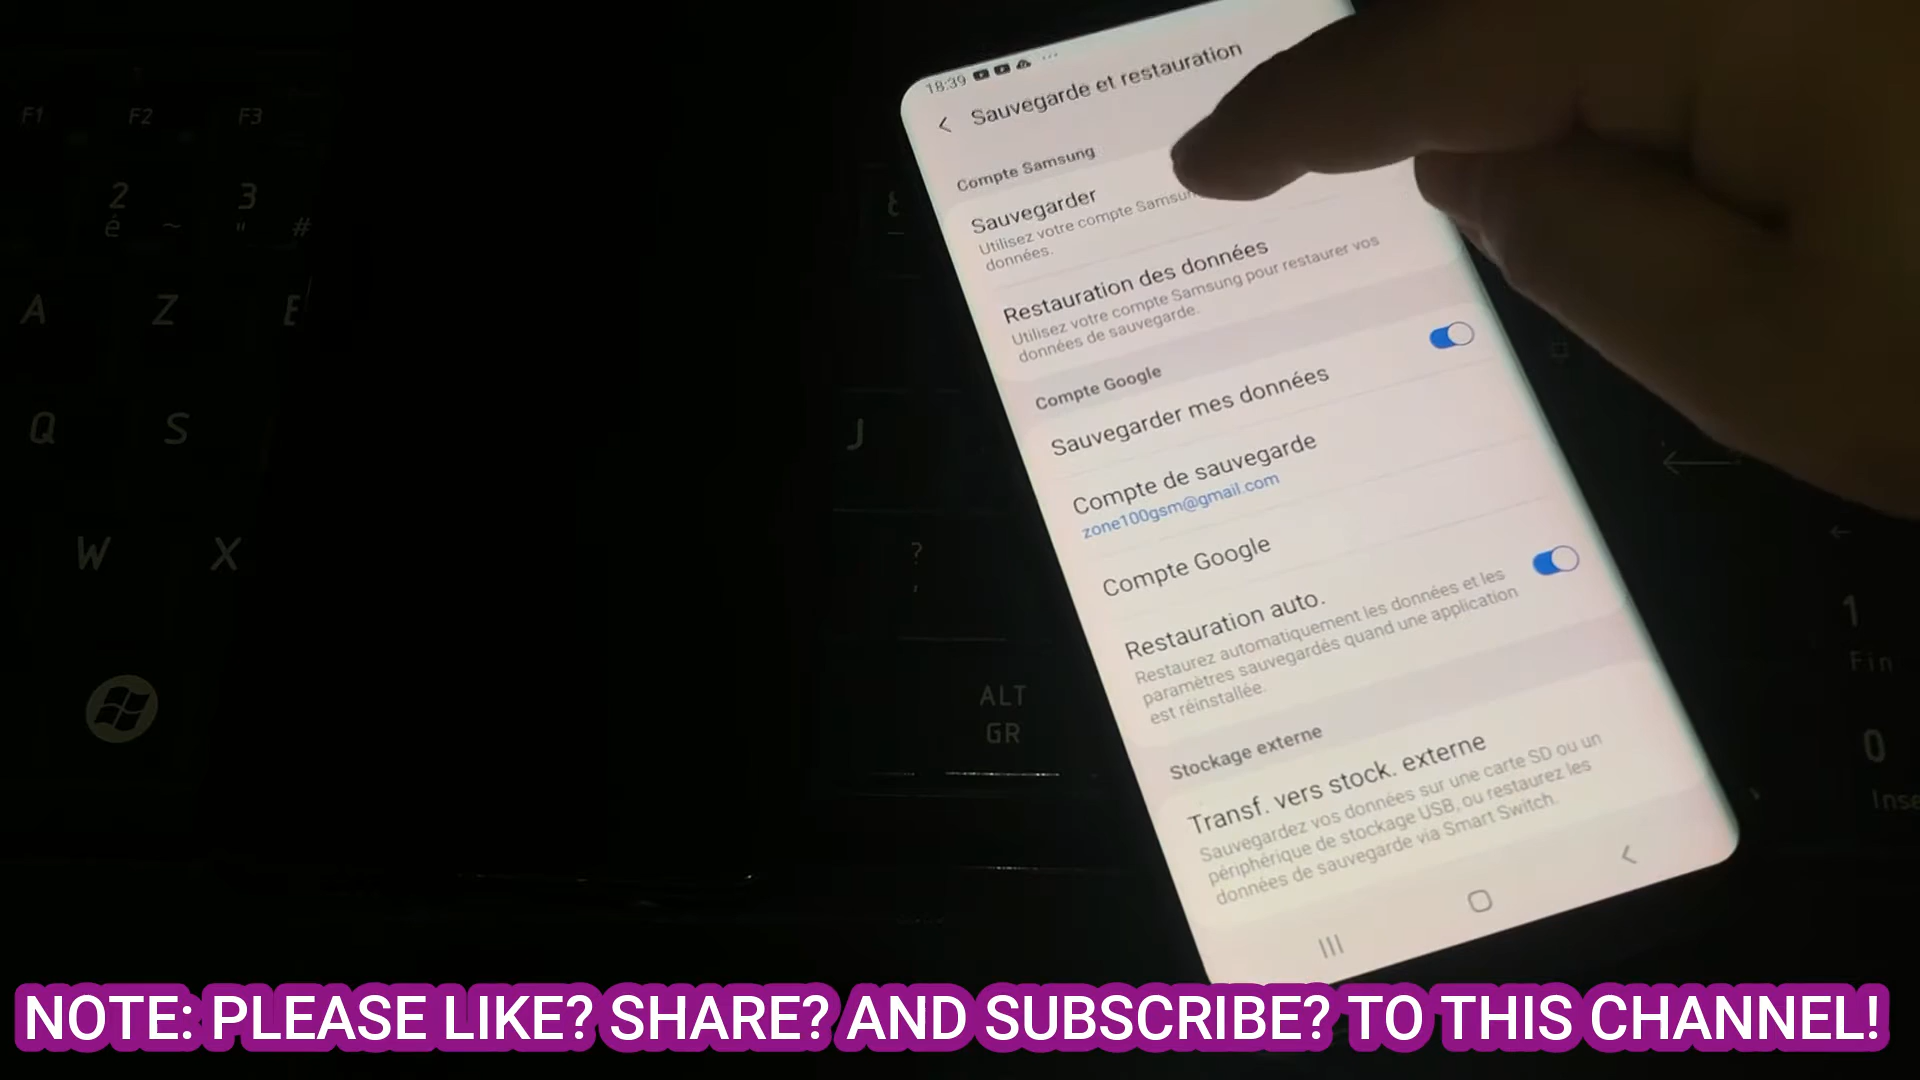 18:39
Sauvegarde et restauration
Compte Samsung
Sauvegarder
Utilisez votre compte Samsung
données.
Restauration des données
Utilisez votre compte Samsung pour restaurer vos
données de sauvegarde.
Compte Google
Sauvegarder mes données
Compte de sauvegarde
zone100gsm@gmail.com
Compte Google
Restauration auto.
Restaurez automatiquement les données et les
paramètres sauvegardés quand une application
est réinstallée.
Stockage externe
Transf. vers stock. externe
Sauvegardez vos données sur une carte SD ou un
périphérique de stockage USB, ou restaurez les
données de sauvegarde via Smart Switch.
F1 F2 F3
2 3
é ~ " #
A Z E
Q S
J
W X
?
,
ALT
GR
1
Fin
0
Inse
NOTE: PLEASE LIKE? SHARE? AND SUBSCRIBE? TO THIS CHANNEL!